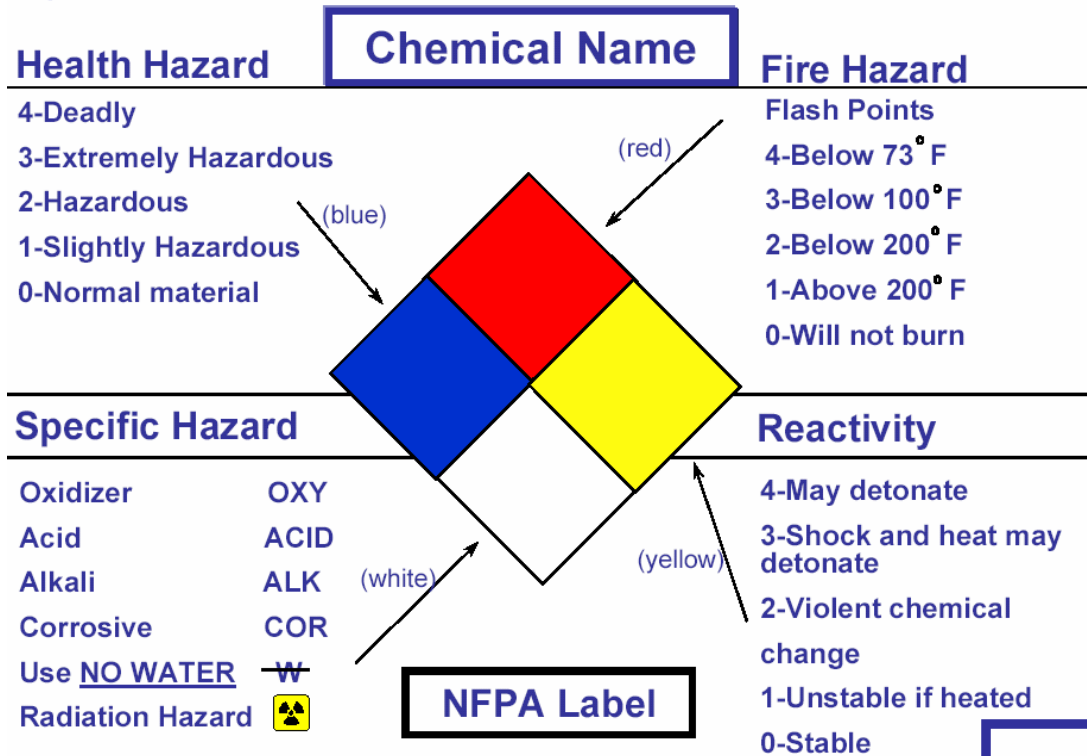 Chemical Name
Health Hazard
4-Deadly
3-Extremely Hazardous
2-Hazardous
1-Slightly Hazardous
0-Normal material
(blue)
(red)
Fire Hazard
Flash Points
4-Below 73° F
3-Below 100° F
2-Below 200° F
1-Above 200° F
0-Will not burn
Specific Hazard
Oxidizer OXY
Acid ACID
Alkali ALK
Corrosive COR
Use NO WATER W
Radiation Hazard
(white)
(yellow)
Reactivity
4-May detonate
3-Shock and heat may
detonate
2-Violent chemical
change
1-Unstable if heated
0-Stable
NFPA Label